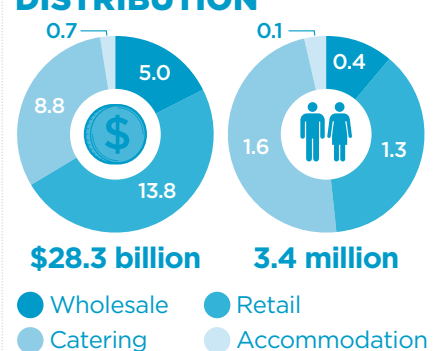 DISTRIBUTION
0.7
5.0
8.8
13.8
$
$28.3 billion
0.1
0.4
1.6
1.3
3.4 million
Wholesale
Retail
Catering
Accommodation